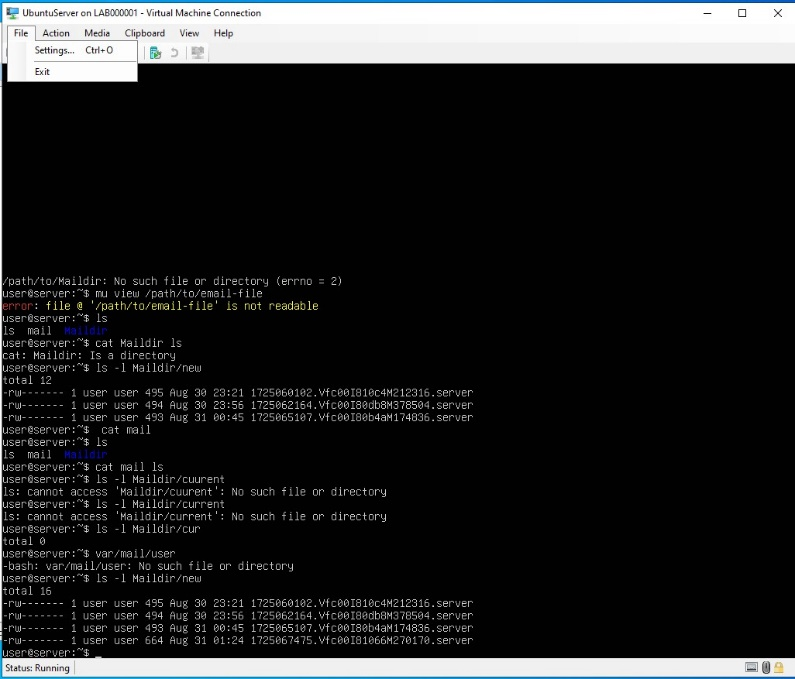 UbuntuServer on LAB000001 - Virtual Machine Connection
File Action Media Clipboard View Help
Settings... Ctrl+O
Exit
/path/to/Maildir: No such file or directory (errno = 2)
user@server:~$ mu view /path/to/email-file
error: file @ '/path/to/email-file' is not readable
user@server:~$ ls
ls mail Maildir
user@server:~$ cat Maildir ls
cat: Maildir: Is a directory
user@server:~$ ls -l Maildir/new
total 12
-rw------- 1 user user 495 Aug 30 23:21 1725060102.Vfc00I810c4M212316.server
-rw------- 1 user user 494 Aug 30 23:56 1725062164.Vfc00I80db8M378504.server
-rw------- 1 user user 493 Aug 31 00:45 1725065107.Vfc00I80b4aM174836.server
user@server:~$  cat mail
user@server:~$ ls
ls mail Maildir
user@server:~$ cat mail ls
user@server:~$ ls -l Maildir/cuurent
ls: cannot access 'Maildir/cuurent': No such file or directory
user@server:~$ ls -l Maildir/current
ls: cannot access 'Maildir/current': No such file or directory
user@server:~$ ls -l Maildir/cur
total 0
user@server:~$ var/mail/user
-bash: var/mail/user: No such file or directory
user@server:~$ ls -l Maildir/new
total 16
-rw------- 1 user user 495 Aug 30 23:21 1725060102.Vfc00I810c4M212316.server
-rw------- 1 user user 494 Aug 30 23:56 1725062164.Vfc00I80db8M378504.server
-rw------- 1 user user 493 Aug 31 00:45 1725065107.Vfc00I80b4aM174836.server
-rw------- 1 user user 664 Aug 31 01:24 1725067475.Vfc00I81066M270170.server
user@server:~$ _
Status: Running